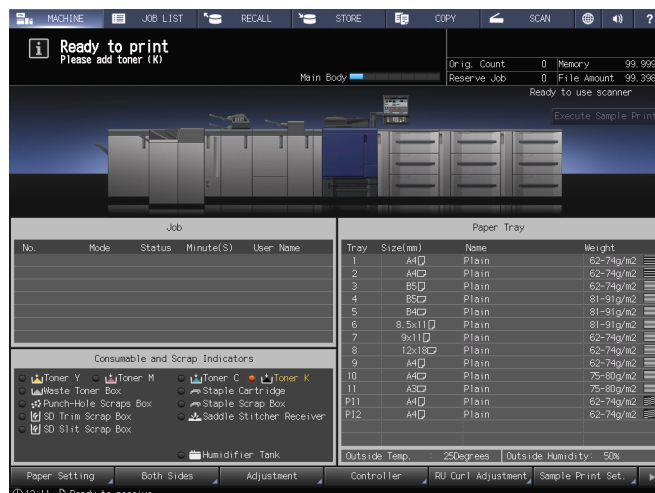 MACHINE JOB LIST RECALL STORE COPY SCAN ?
i Ready to print
Please add toner (K)
Main Body
Orig. Count 0 Memory 99.999
Reserve Job 0 File Amount 99.398
Ready to use scanner
Execute Sample Print
Job
No. Mode Status Minute(S) User Name
Consumable and Scrap Indicators
Toner Y Toner M Toner C Toner K
Waste Toner Box Staple Cartridge
Punch-Hole Scraps Box Staple Scrap Box
SD Trim Scrap Box Saddle Stitcher Receiver
SD Slit Scrap Box
Humidifier Tank
Paper Tray
Tray Size(mm) Name Weight
1 A4 Plain 62-74g/m2
2 A4 Plain 62-74g/m2
3 B5 Plain 62-74g/m2
4 B5 Plain 81-91g/m2
5 B4 Plain 81-91g/m2
6 8.5x11 Plain 81-91g/m2
7 9x11 Plain 62-74g/m2
8 12x18 Plain 62-74g/m2
9 A4 Plain 62-74g/m2
10 A4 Plain 75-80g/m2
11 A3 Plain 75-80g/m2
PI1 A4 Plain 62-74g/m2
PI2 A4 Plain 62-74g/m2
Outside Temp. : 25Degrees Outside Humidity: 50%
Paper Setting Both Sides Adjustment Controller RU Curl Adjustment Sample Print Set.